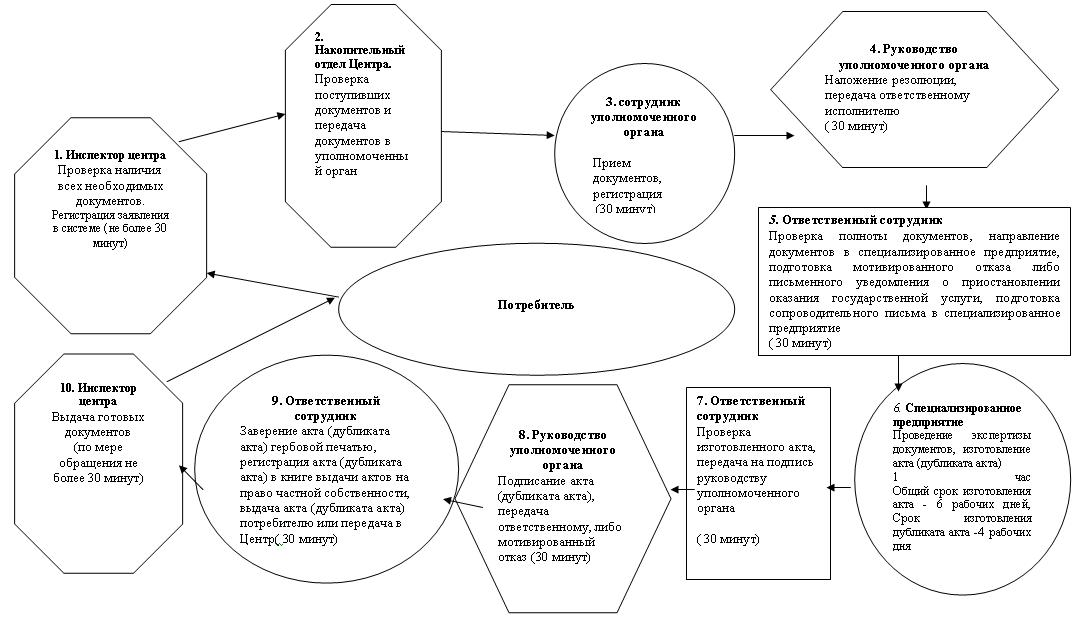 1. Инспектор центра
Проверка наличия
всех необходимых
документов.
Регистрация заявления
в системе (не более 30
минут)
2.
Накопительный
отдел Центра.
Проверка
поступивших
документов и
передача
документов в
уполномоченны
й орган
3. сотрудник
уполномоченного
органа
Прием
документов,
регистрация
(30 минут)
4. Руководство
уполномоченного органа
Наложение резолюции,
передача ответственному
исполнителю
( 30 минут)
5. Ответственный сотрудник
Проверка полноты документов, направление
документов в специализированное предприятие,
подготовка мотивированного отказа либо
письменного уведомления о приостановлении
оказания государственной услуги, подготовка
сопроводительного письма в специализированное
предприятие
( 30 минут)
Потребитель
6. Специализированное
предприятие
Проведение экспертизы
документов, изготовление
акта (дубликата акта)
1 час
Общий срок изготовления
акта - 6 рабочих дней,
Срок изготовления
дубликата акта -4 рабочих
дня
7. Ответственный
сотрудник
Проверка
изготовленного акта,
передача на подпись
руководству
уполномоченного
органа
( 30 минут)
8. Руководство
уполномоченного
органа
Подписание акта
(дубликата акта),
передача
ответственному, либо
мотивированный
отказ (30 минут)
9. Ответственный
сотрудник
Заверение акта (дубликата
акта) гербовой печатью,
регистрация акта (дубликата
акта) в книге выдачи актов на
право частной собственности,
выдача акта (дубликата акта)
потребителю или передача в
Центр( 30 минут)
10. Инспектор
центра
Выдача готовых
документов
(по мере
обращения не
более 30 минут)